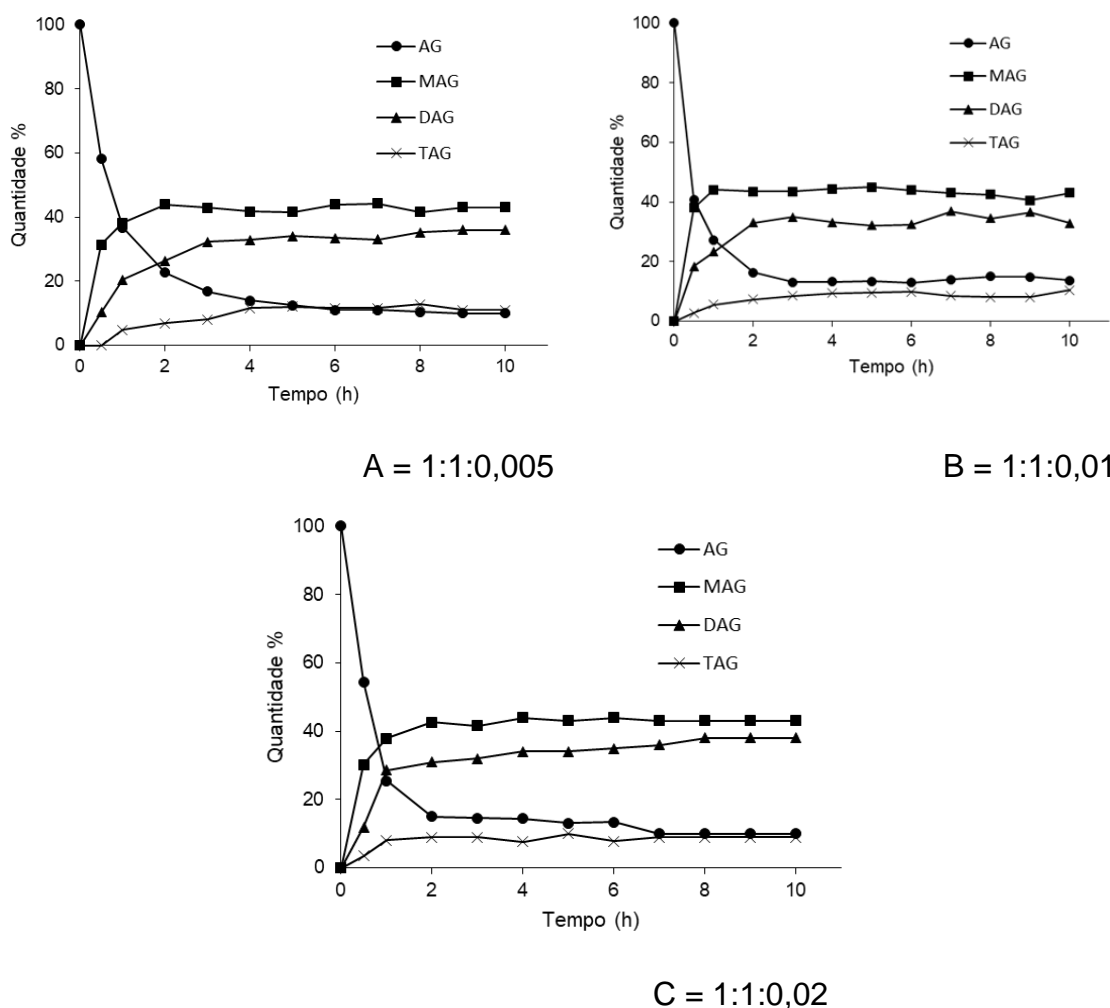 100
80
60
40
20
0
Quantidade %
0 2 4 6 8 10
Tempo (h)
AG
MAG
DAG
TAG
A = 1:1:0,005
100
80
60
40
20
0
Quantidade %
0 2 4 6 8 10
Tempo (h)
AG
MAG
DAG
TAG
B = 1:1:0,01
100
80
60
40
20
0
Quantidade %
0 2 4 6 8 10
Tempo (h)
AG
MAG
DAG
TAG
C = 1:1:0,02